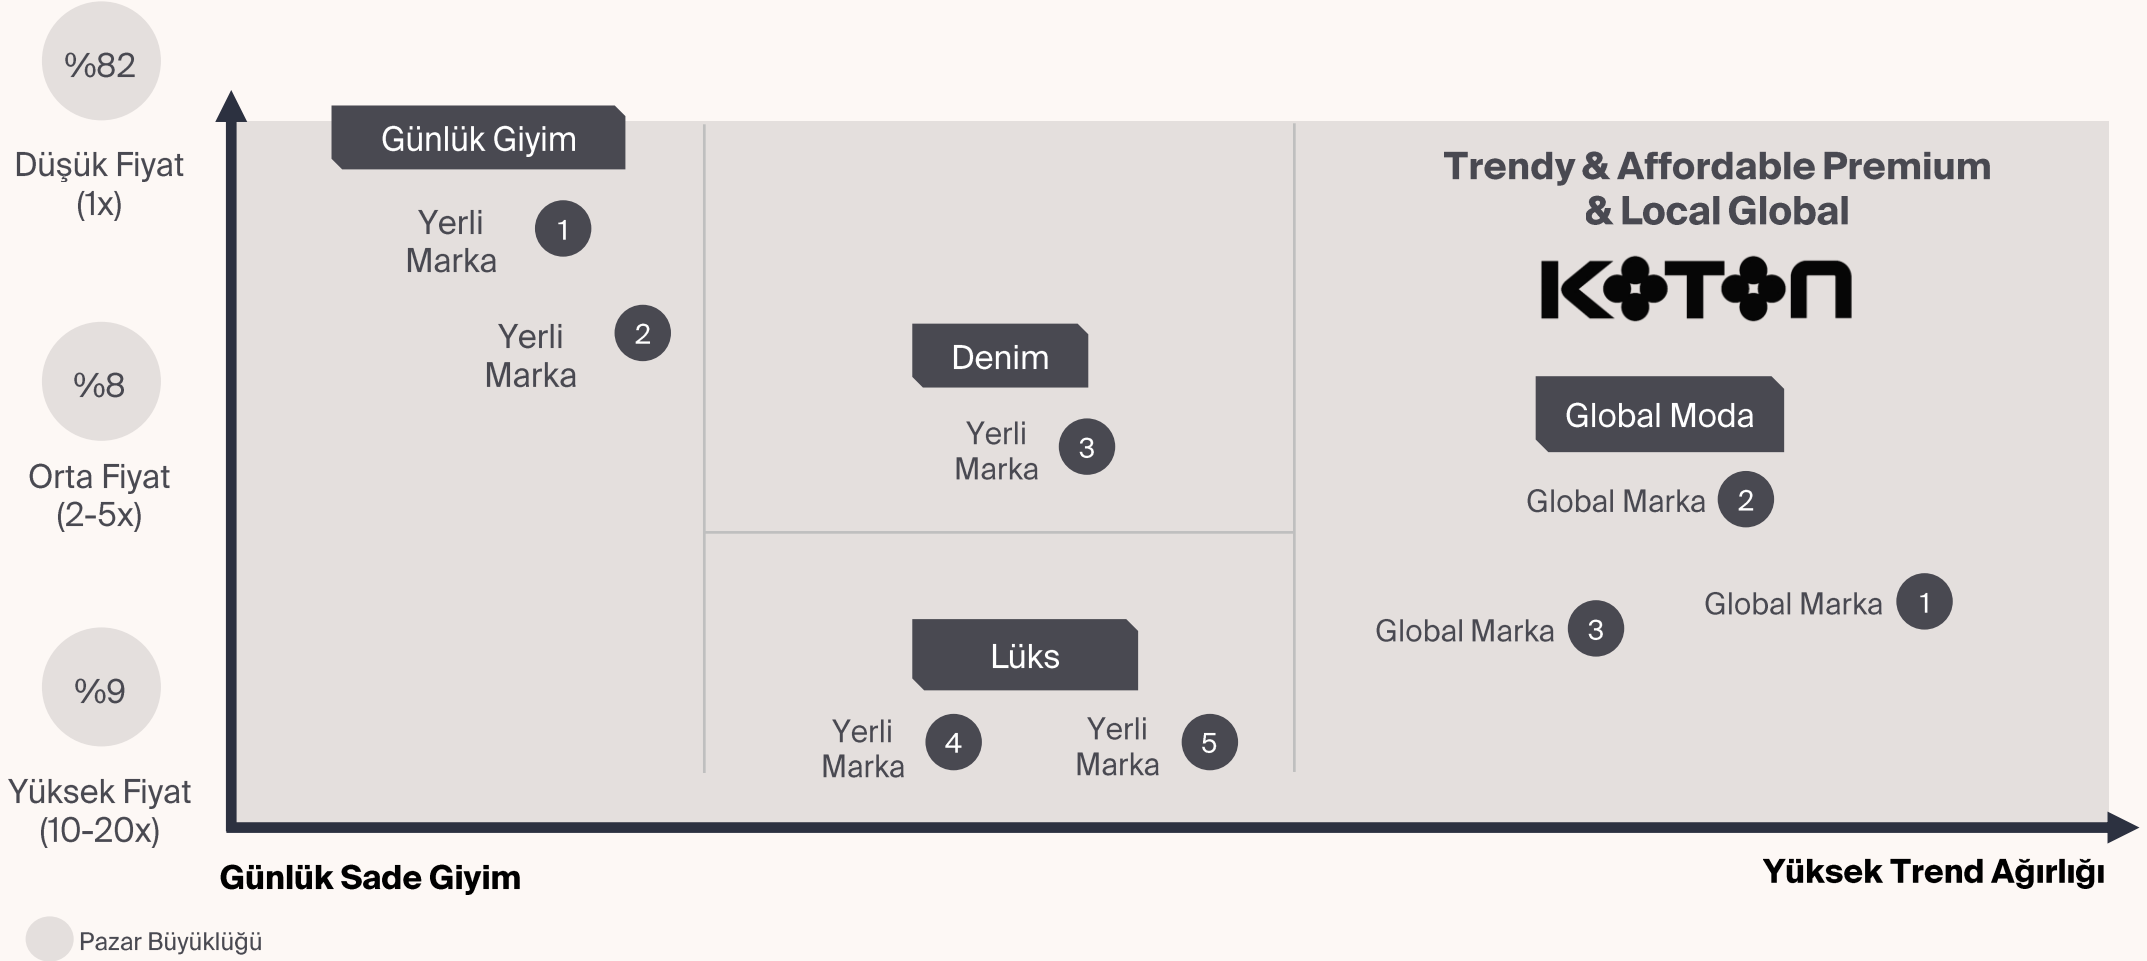 %82
Düşük Fiyat
(1x)
%8
Orta Fiyat
(2-5x)
%9
Yüksek Fiyat
(10-20x)
Günlük Giyim
Yerli
Marka
1
Yerli
Marka
2
Denim
Yerli
Marka
3
Lüks
Yerli
Marka
4
Yerli
Marka
5
Trendy & Affordable Premium
& Local Global
KOTON
Global Moda
Global Marka 2
Global Marka 1
Global Marka 3
Günlük Sade Giyim
Yüksek Trend Ağırlığı
Pazar Büyüklüğü